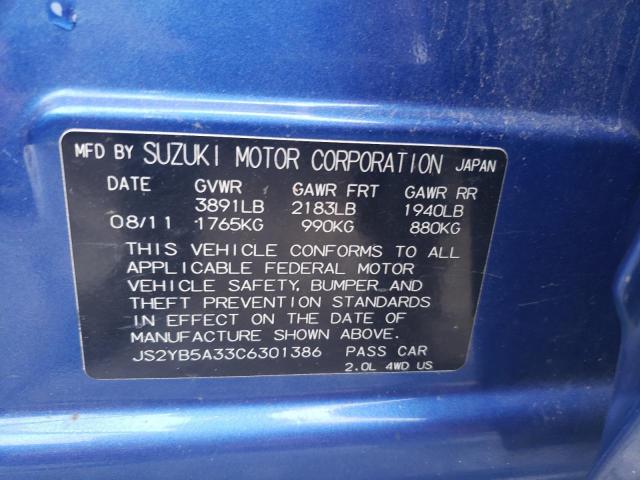 MFD BY SUZUKI MOTOR CORPORATION JAPAN
DATE GVWR GAWR FRT GAWR RR
3891LB 2183LB 1940LB
08/11 1765KG 990KG 880KG
THIS VEHICLE CONFORMS TO ALL
APPLICABLE FEDERAL MOTOR
VEHICLE SAFETY, BUMPER AND
THEFT PREVENTION STANDARDS
IN EFFECT ON THE DATE OF
MANUFACTURE SHOWN ABOVE.
JS2YB5A33C6301386 PASS CAR
2.0L 4WD US